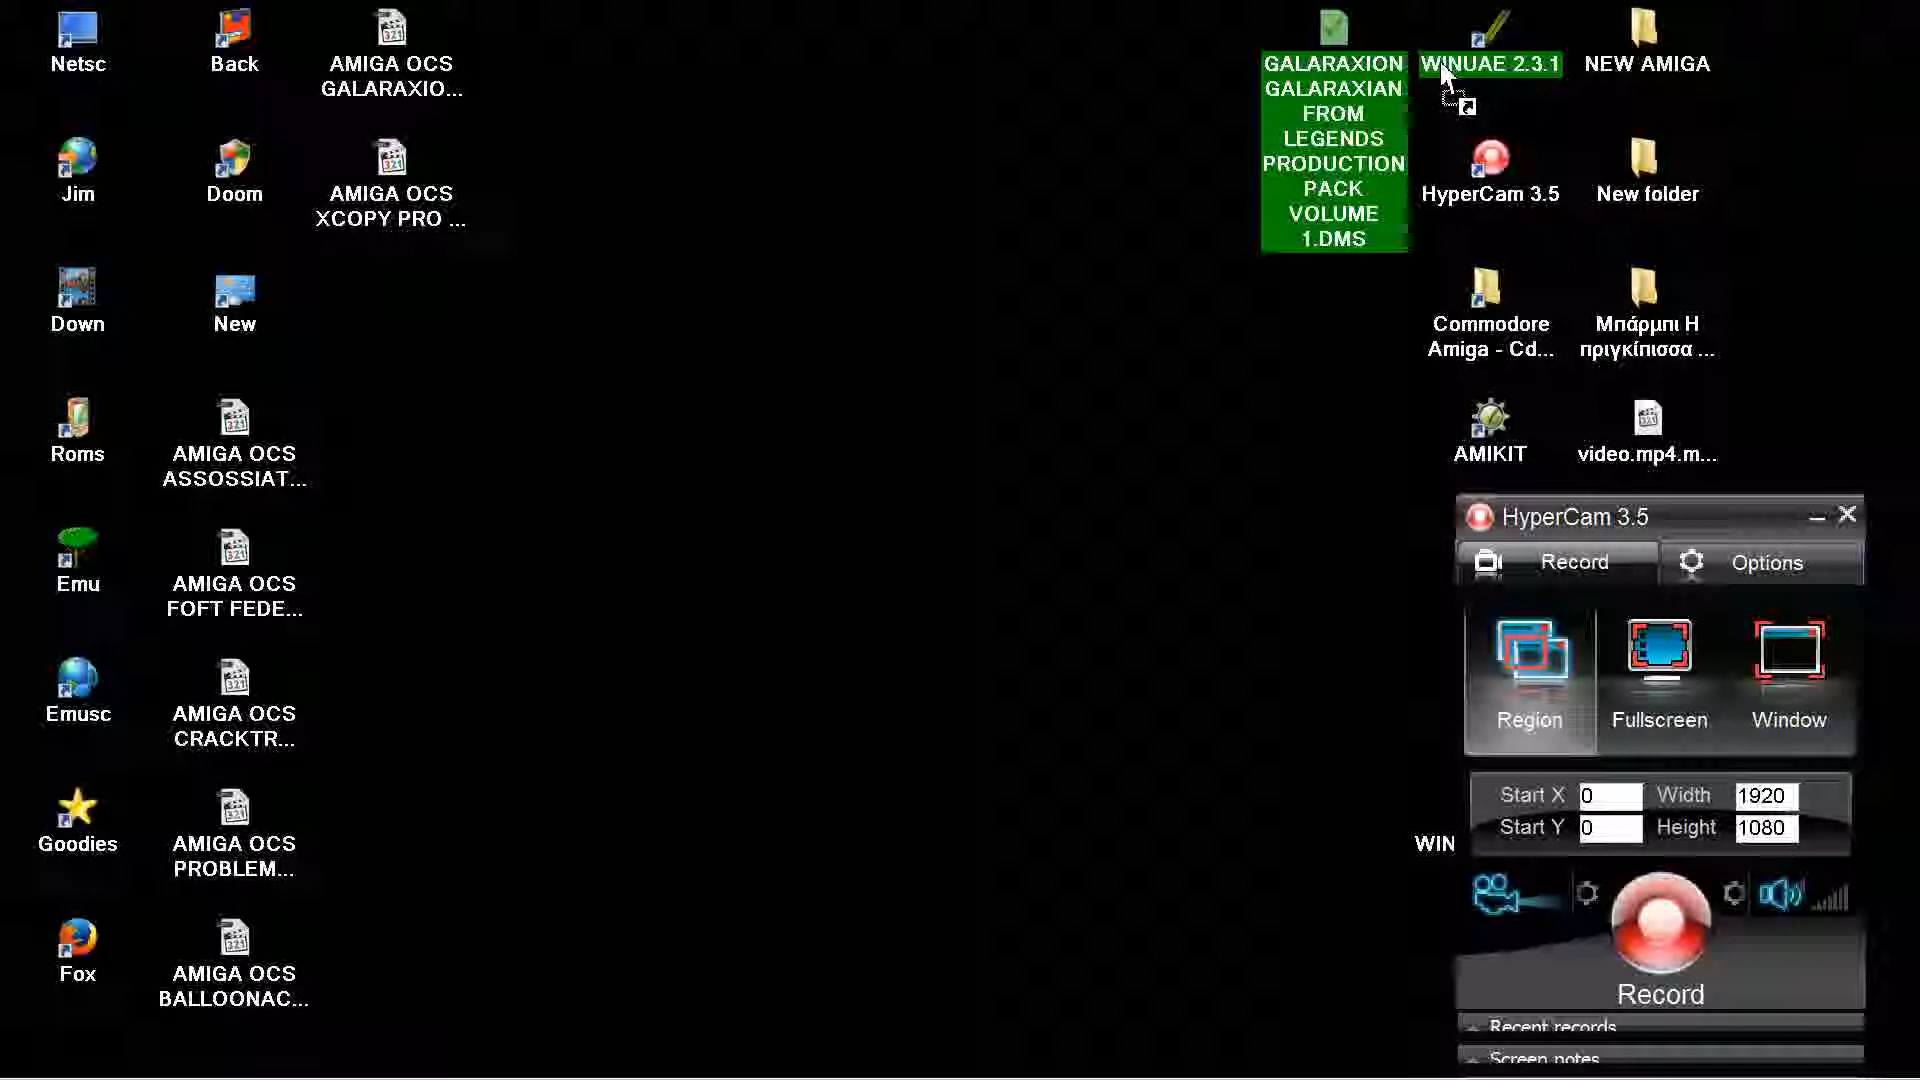 Netsc
Back
AMIGA OCS
GALARAXIO...
Jim
Doom
AMIGA OCS
XCOPY PRO ...
Down
New
Roms
AMIGA OCS
ASSOSSIAT...
Emu
AMIGA OCS
FOFT FEDE...
Emusc
AMIGA OCS
CRACKTR...
Goodies
AMIGA OCS
PROBLEM...
Fox
AMIGA OCS
BALLOONAC...
GALARAXION
GALARAXIAN
FROM
LEGENDS
PRODUCTION
PACK
VOLUME
1.DMS
WINUAE 2.3.1
NEW AMIGA
HyperCam 3.5
New folder
Commodore
Amiga - Cd...
Μπάρμπι Η
πριγκίπισσα ...
AMIKIT
video.mp4.m...
WIN
HyperCam 3.5
Record
Options
Region
Fullscreen
Window
Start X 0 Width 1920
Start Y 0 Height 1080
Record
Recent records
Screen notes